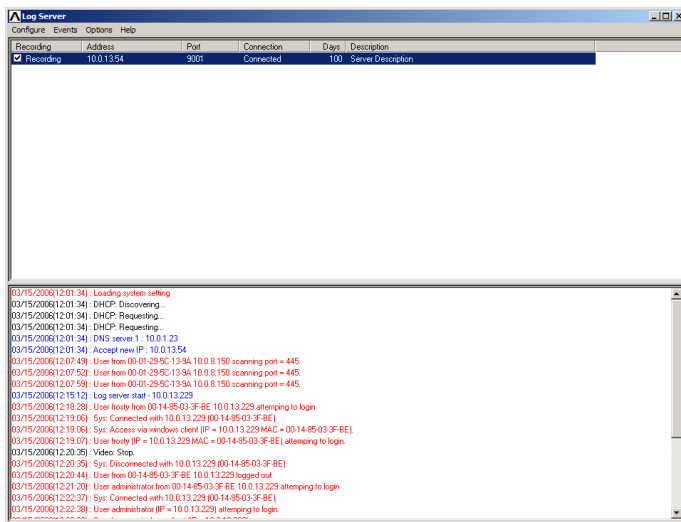 Log Server
Configure Events Options Help
Recording Address Port Connection Days Description
Recording 10.0.13.54 9001 Connected 100 Server Description
03/15/2006(12:01:34) : Loading system setting
03/15/2006(12:01:34) : DHCP: Discovering...
03/15/2006(12:01:34) : DHCP: Requesting...
03/15/2006(12:01:34) : DHCP: Requesting...
03/15/2006(12:01:34) : DNS server 1 : 10.0.1.23
03/15/2006(12:01:34) : Accept new IP : 10.0.13.54
03/15/2006(12:07:49) : User from 00-01-29-5C-13-9A 10.0.8.150 scanning port = 445.
03/15/2006(12:07:52) : User from 00-01-29-5C-13-9A 10.0.8.150 scanning port = 445.
03/15/2006(12:07:59) : User from 00-01-29-5C-13-9A 10.0.8.150 scanning port = 445.
03/15/2006(12:15:12) : Log server start - 10.0.13.229
03/15/2006(12:18:28) : User frosty from 00-14-85-03-3F-BE 10.0.13.229 attemping to login
03/15/2006(12:19:06) : Sys: Connected with 10.0.13.229 (00-14-85-03-3F-BE)
03/15/2006(12:19:06) : Sys: Access via windows client (IP = 10.0.13.229 MAC = 00-14-85-03-3F-BE).
03/15/2006(12:19:07) : User frosty (IP = 10.0.13.229 MAC = 00-14-85-03-3F-BE) attemping to login.
03/15/2006(12:20:35) : Video: Stop.
03/15/2006(12:20:35) : Sys: Disconnected with 10.0.13.229 (00-14-85-03-3F-BE)
03/15/2006(12:20:44) : User from 00-14-85-03-3F-BE 10.0.13.229 logged out
03/15/2006(12:21:20) : User administrator from 00-14-85-03-3F-BE 10.0.13.229 attemping to login
03/15/2006(12:22:37) : Sys: Connected with 10.0.13.229 (00-14-85-03-3F-BE)
03/15/2006(12:22:38) : User administrator (IP = 10.0.13.229) attemping to login.